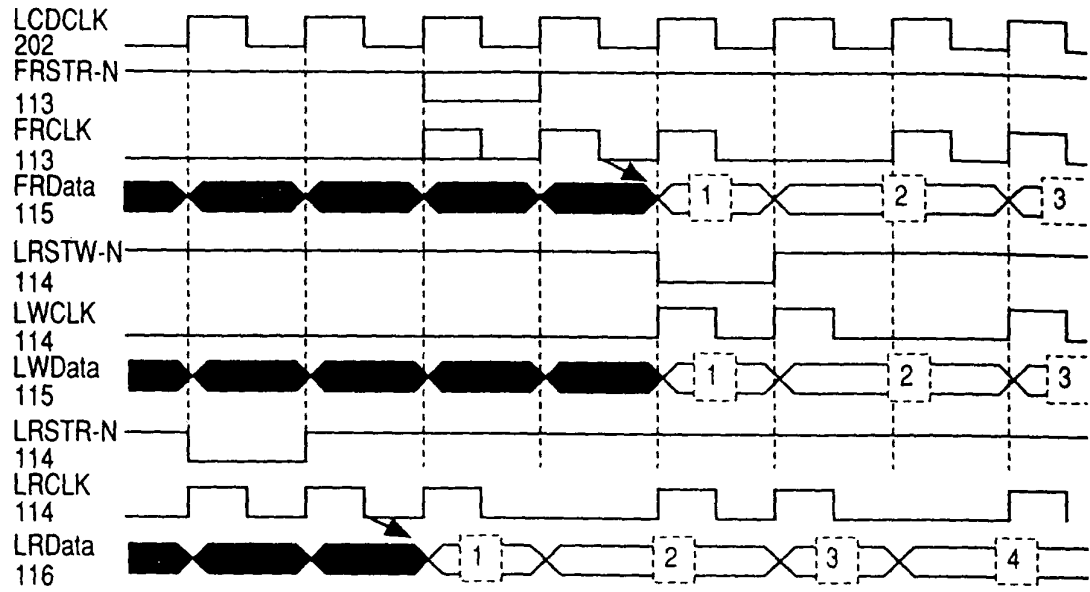 LCDCLK
202
FRSTR-N
113
FRCLK
113
FRData
115
1 2 3
LRSTW-N
114
LWCLK
114
LWData
115
1 2 3
LRSTR-N
114
LRCLK
114
LRData
116
1 2 3 4